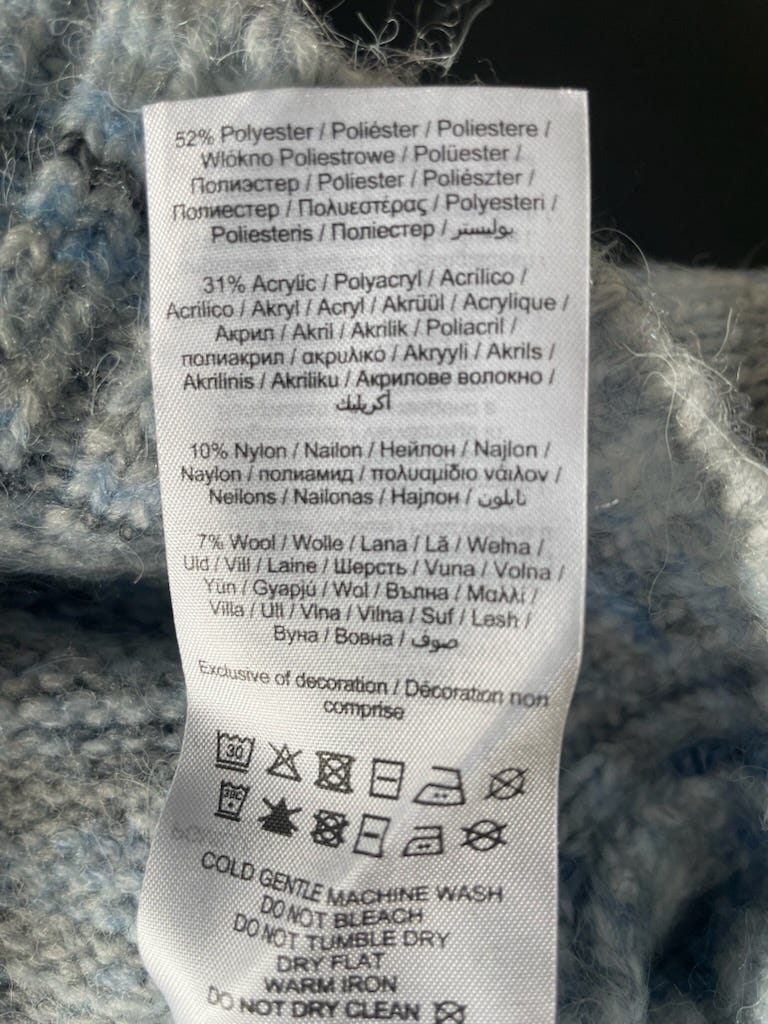 52% Polyester / Poliéster / Poliestere /
Włókno Poliestrowe / Polüester /
Полиэстер / Poliester / Poliészter /
Полиестер / Πολυεστέρας / Polyesteri /
Poliesteris / Поліестер / بوليستر
31% Acrylic / Polyacryl / Acrílico /
Acrilico / Akryl / Acryl / Akrüül / Acrylique /
Акрил / Akril / Akrilik / Poliacril /
полиакрил / ακρυλικό / Akryyli / Akrils /
Akrilinis / Akriliku / Акрилове волокно /
أكريليك
10% Nylon / Nailon / Нейлон / Najlon /
Naylon / полиамид / πολυαμίδιο νάιλον /
Neilons / Nailonas / Најлон / نايلون
7% Wool / Wolle / Lana / Lã / Wełna /
Uld / Vill / Laine / Шерсть / Vuna / Volna /
Yün / Gyapjú / Wol / Вълна / Μαλλί /
Villa / Ull / Vlna / Vilna / Suf / Lesh /
Вуна / Вовна / صوف
Exclusive of decoration / Décoration non
comprise
30
30C
COLD GENTLE MACHINE WASH
DO NOT BLEACH
DO NOT TUMBLE DRY
DRY FLAT
WARM IRON
DO NOT DRY CLEAN